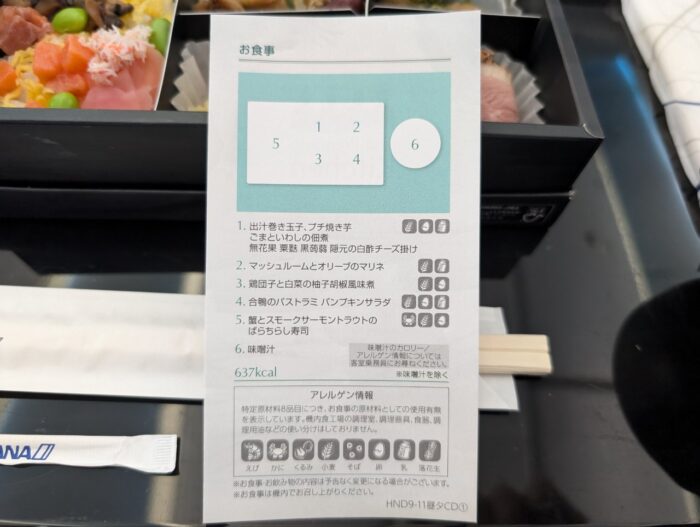 お食事
1 2
5 6
3 4
1. 出汁巻き玉子、プチ焼き芋
ごまといわしの佃煮
無花果 粟麩 黒蒟蒻 隠元の白酢チーズ掛け
2. マッシュルームとオリーブのマリネ
3. 鶏団子と白菜の柚子胡椒風味煮
4. 合鴨のパストラミ パンプキンサラダ
5. 蟹とスモークサーモントラウトの
ばらちらし寿司
6. 味噌汁
味噌汁のカロリー/
アレルゲン情報については
客室乗務員にお尋ねください。
637kcal
※味噌汁を除く
アレルゲン情報
特定原材料8品目につき、お食事の原材料としての使用有無
を表示しています。機内食工場の調理室、調理器具、食器、調
理用油などの使い分けはしておりません。
えび かに くるみ 小麦 そば 卵 乳 落花生
※お食事・お飲み物の内容は予告なく変更になる場合がございます。
※お食事は機内でお召し上がりください。
HND9-11昼夕CD①
ANA